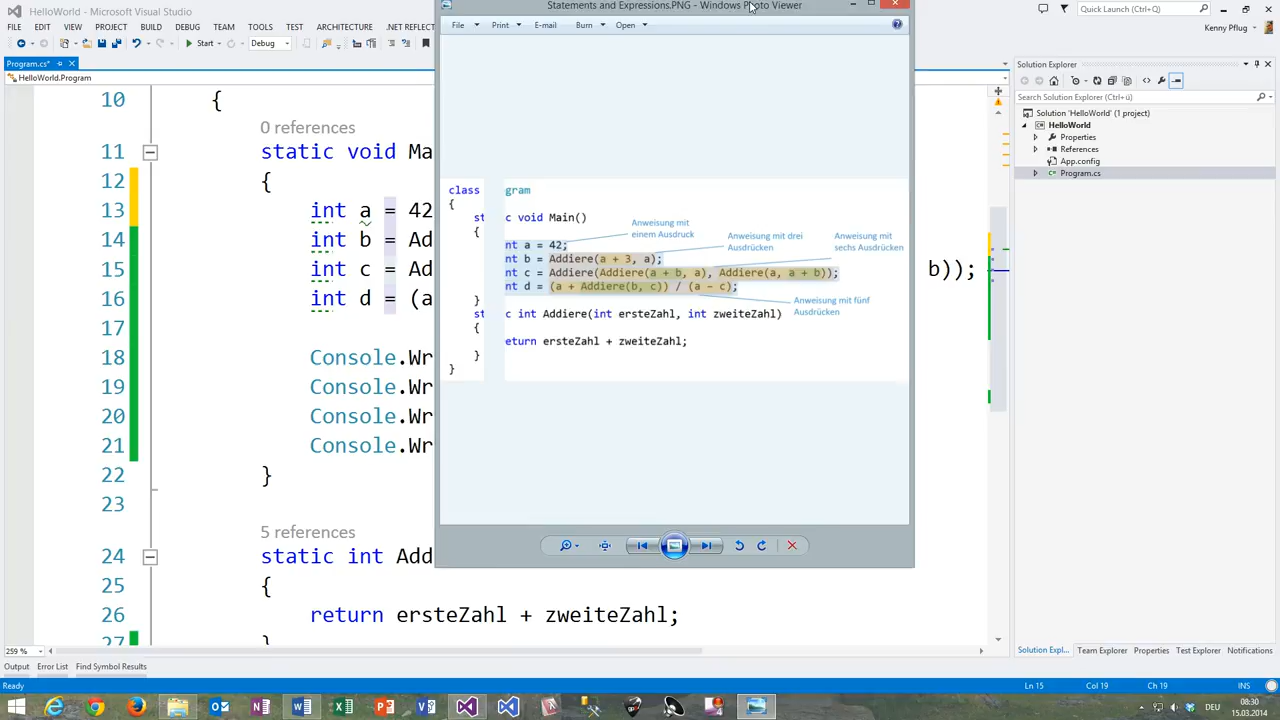 HelloWorld - Microsoft Visual Studio
Statements and Expressions.PNG - Windows Photo Viewer
Quick Launch (Ctrl+Q)
FILE EDIT VIEW PROJECT BUILD DEBUG TEAM TOOLS TEST ARCHITECTURE .NET REFLEC
Kenny Pflug
File Print E-mail Burn Open
Start Debug
Program.cs*
HelloWorld.Program
Solution Explorer
Search Solution Explorer (Ctrl+ü)
Solution 'HelloWorld' (1 project)
HelloWorld
Properties
References
App.config
Program.cs
10 {
0 references
11 static void Ma
12 {
13 int a = 42
14 int b = Ad
15 int c = Ad b));
16 int d = (a
17
18 Console.Wr
19 Console.Wr
20 Console.Wr
21 Console.Wr
22 }
23
5 references
24 static int Add
25 {
26 return ersteZahl + zweiteZahl;
27 }
class gram
{
st c void Main()
{
nt a = 42;
nt b = Addiere(a + 3, a);
nt c = Addiere(Addiere(a + b, a), Addiere(a, a + b));
nt d = (a + Addiere(b, c)) / (a - c);
}
st c int Addiere(int ersteZahl, int zweiteZahl)
{
eturn ersteZahl + zweiteZahl;
}
}
Anweisung mit
einem Ausdruck
Anweisung mit drei
Ausdrücken
Anweisung mit
sechs Ausdrücken
Anweisung mit fünf
Ausdrücken
259 %
Solution Expl... Team Explorer Properties Test Explorer Notifications
Output Error List Find Symbol Results
Ready Ln 15 Col 19 Ch 19 INS
DEU
08:30
15.03.2014